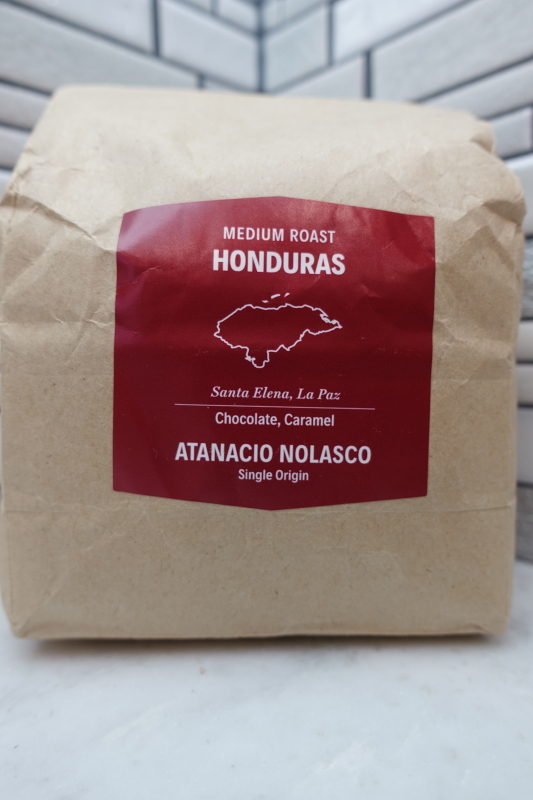 MEDIUM ROAST
HONDURAS
Santa Elena, La Paz
Chocolate, Caramel
ATANACIO NOLASCO
Single Origin